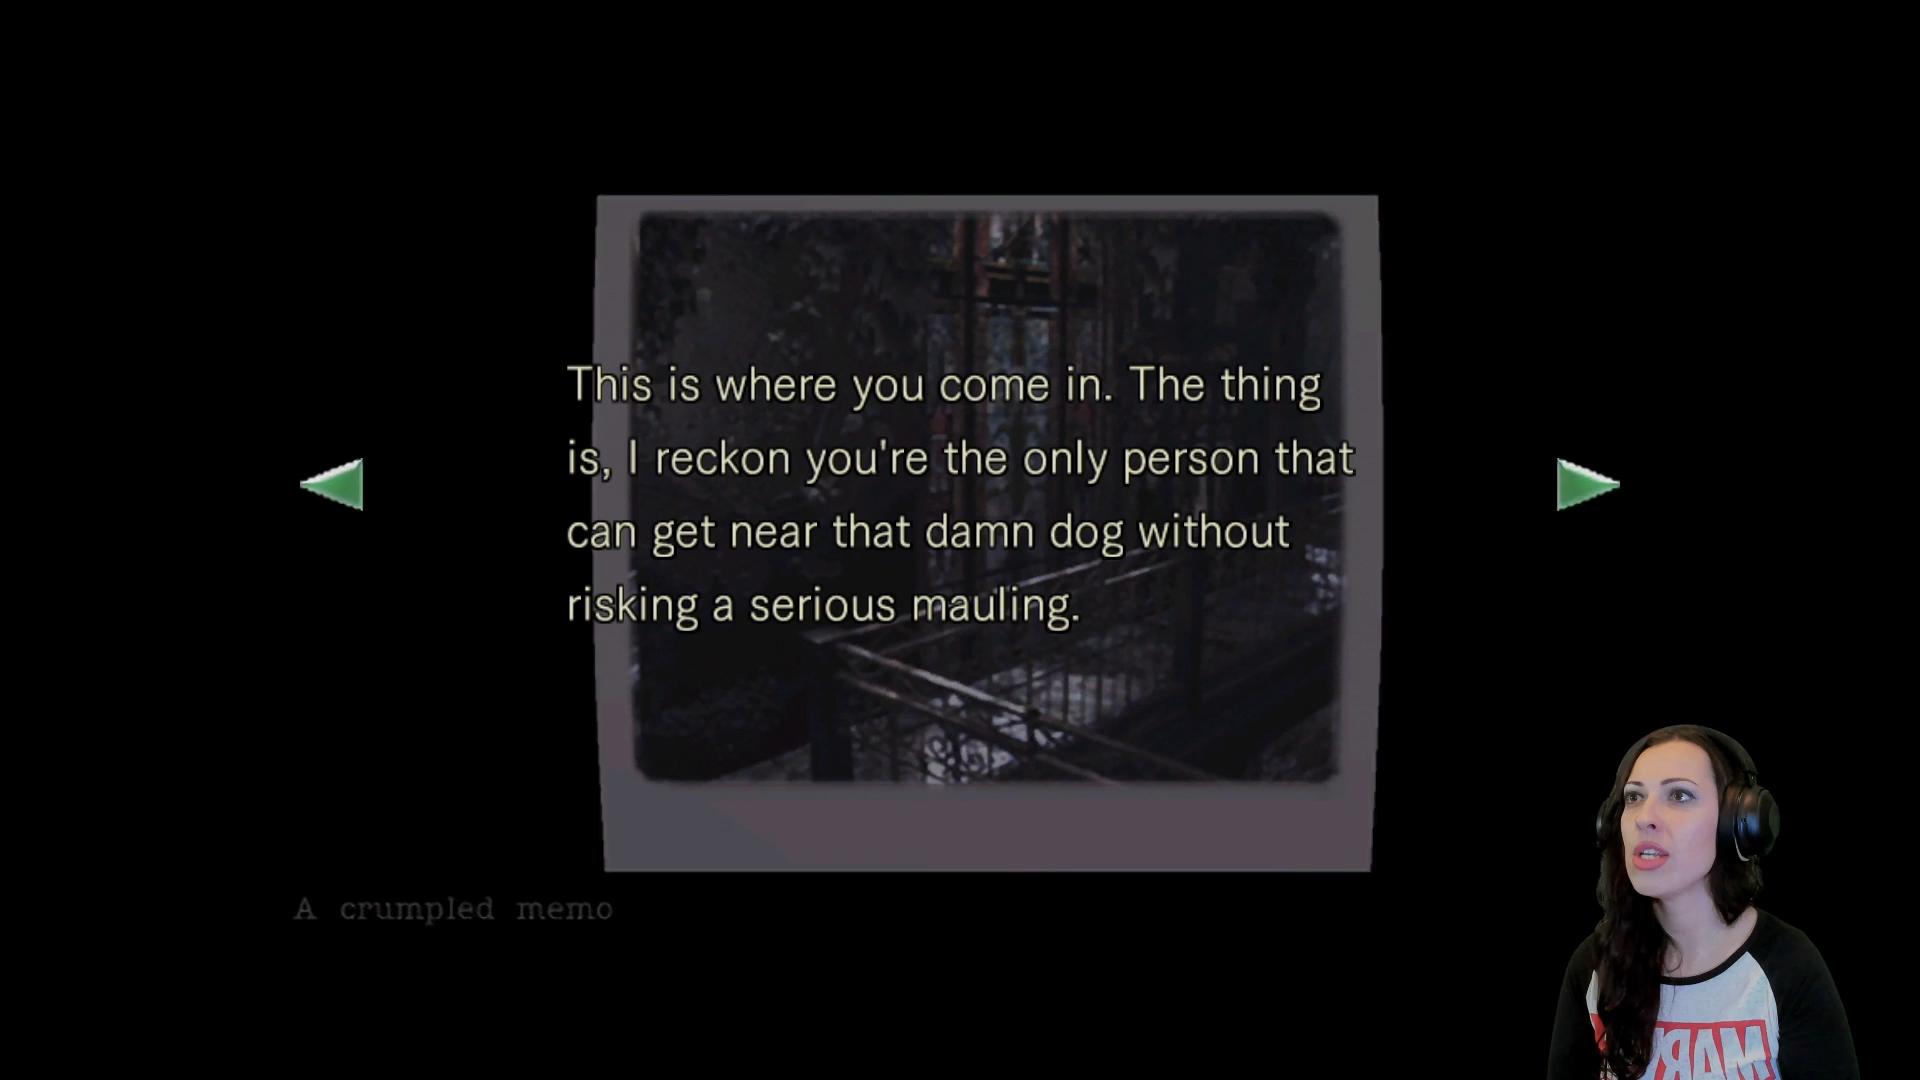 This is where you come in. The thing
is, I reckon you're the only person that
can get near that damn dog without
risking a serious mauling.
A crumpled memo